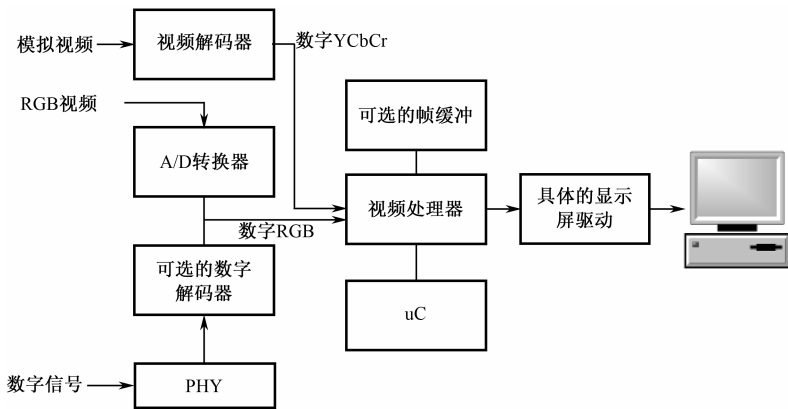 模拟视频
视频解码器
数字YCbCr
RGB视频
A/D转换器
可选的帧缓冲
视频处理器
具体的显示
屏驱动
数字RGB
可选的数字
解码器
uC
数字信号
PHY